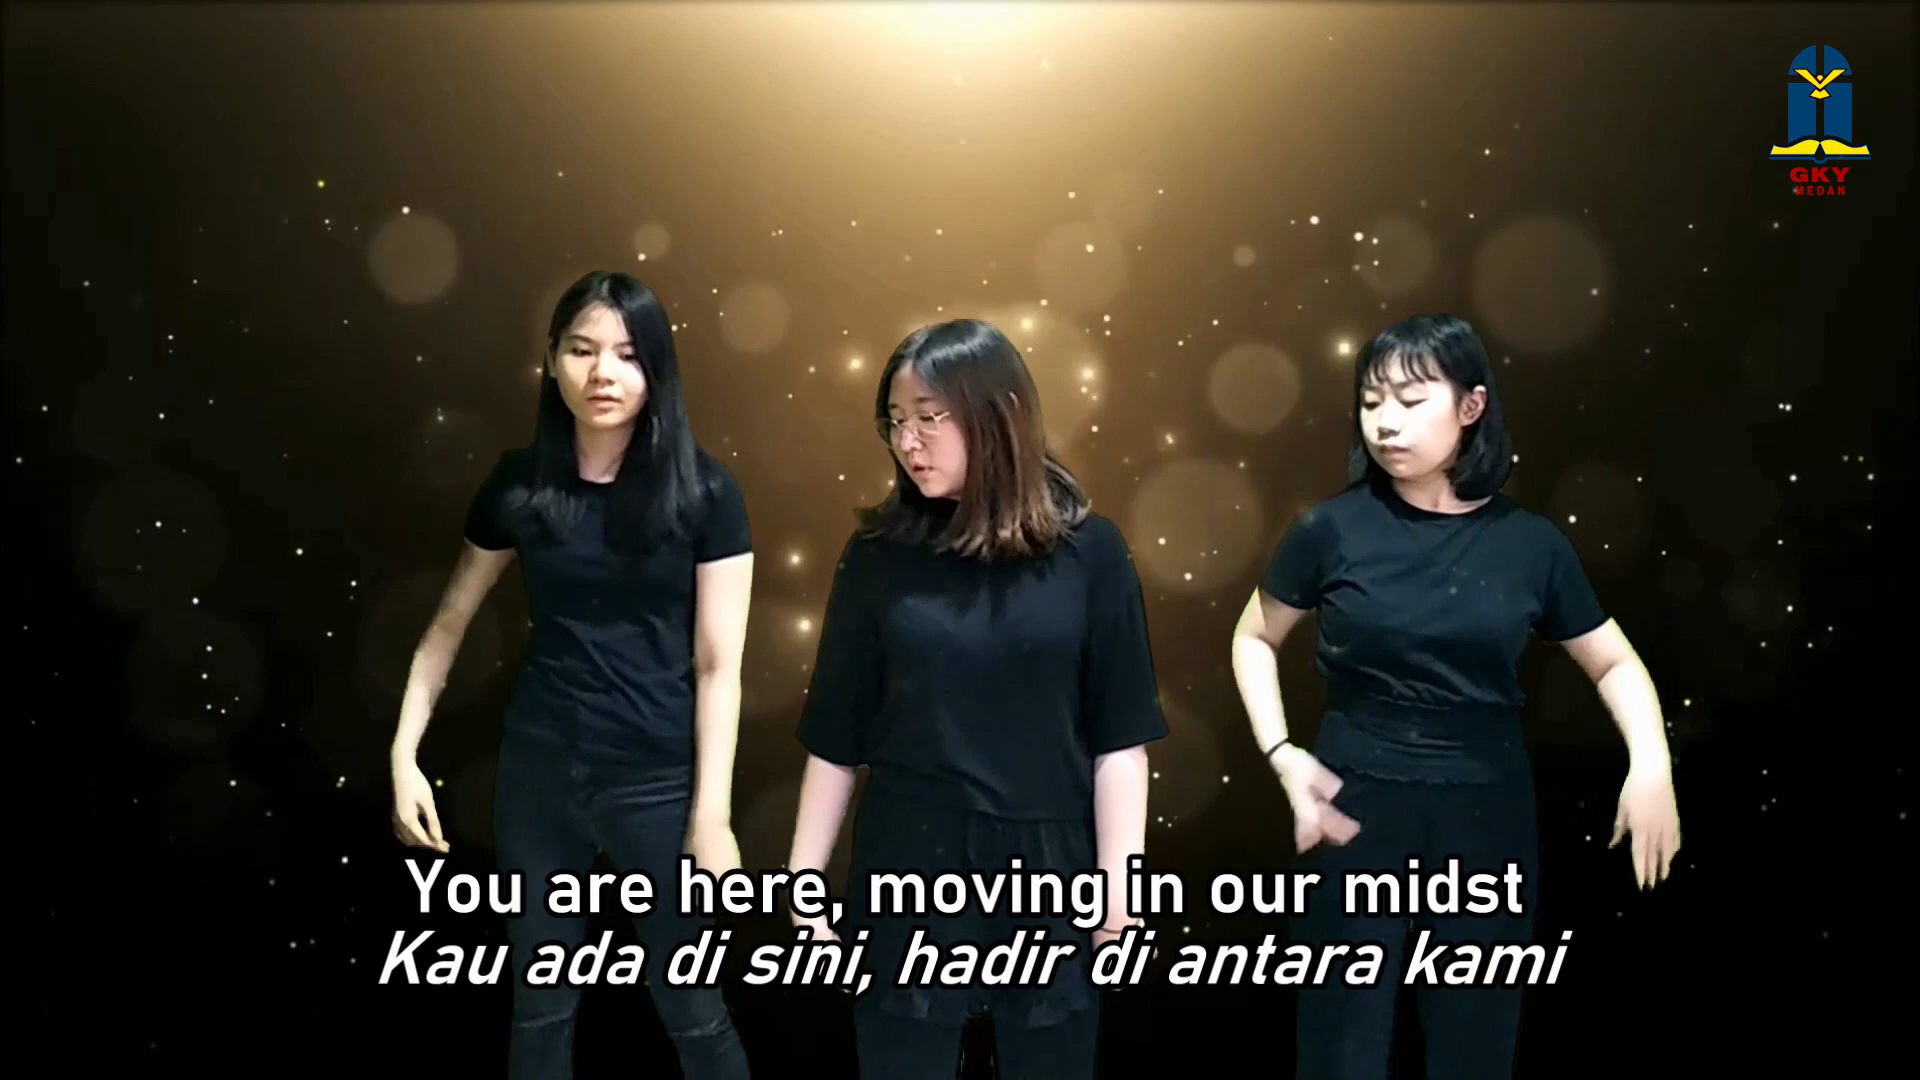 GKY
MEDAN
You are here, moving in our midst
Kau ada di sini, hadir di antara kami